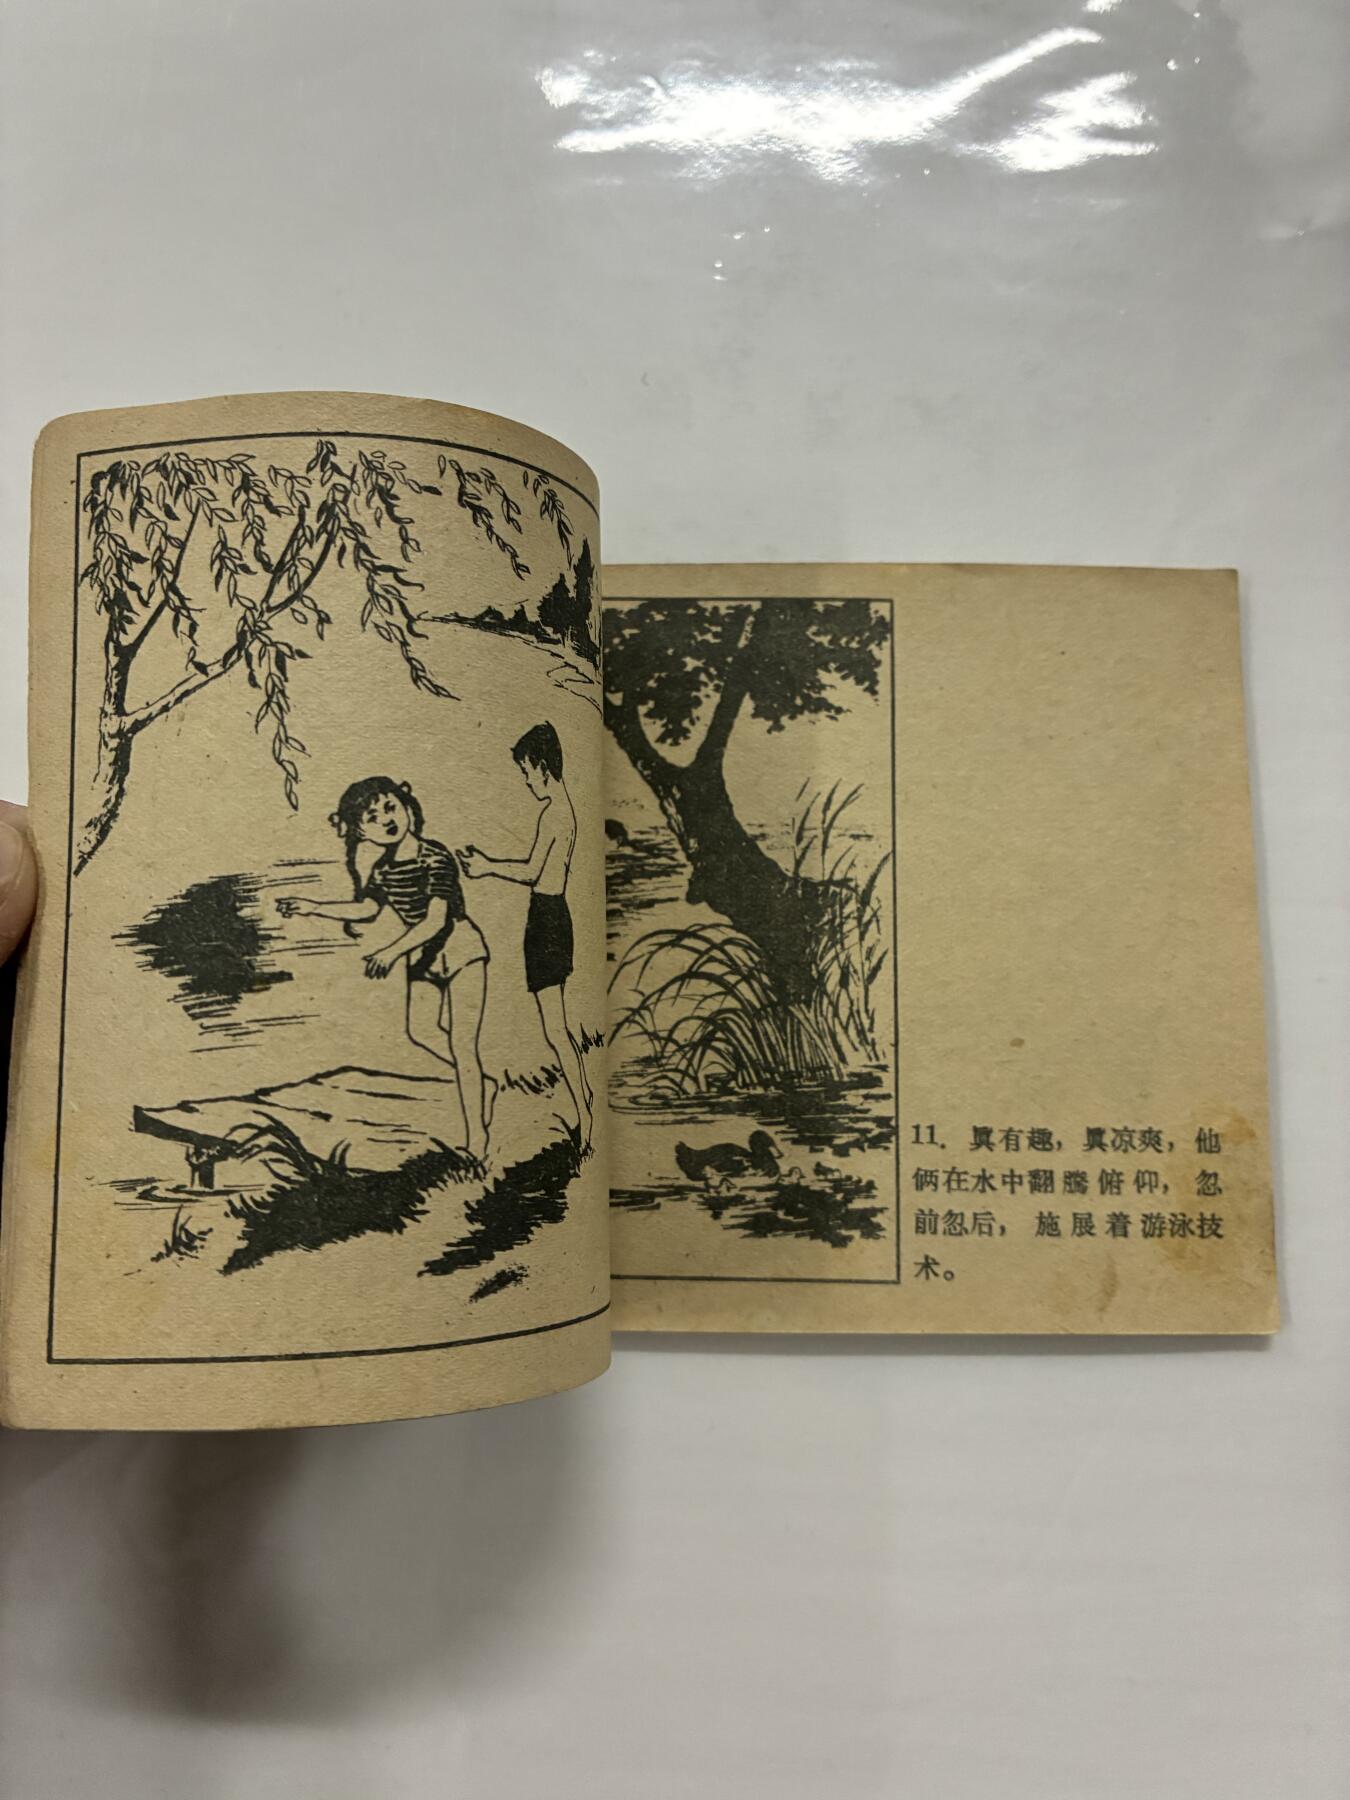 11. 真有趣，真凉爽，他
俩在水中翻腾俯仰，忽
前忽后，施展着游泳技
术。